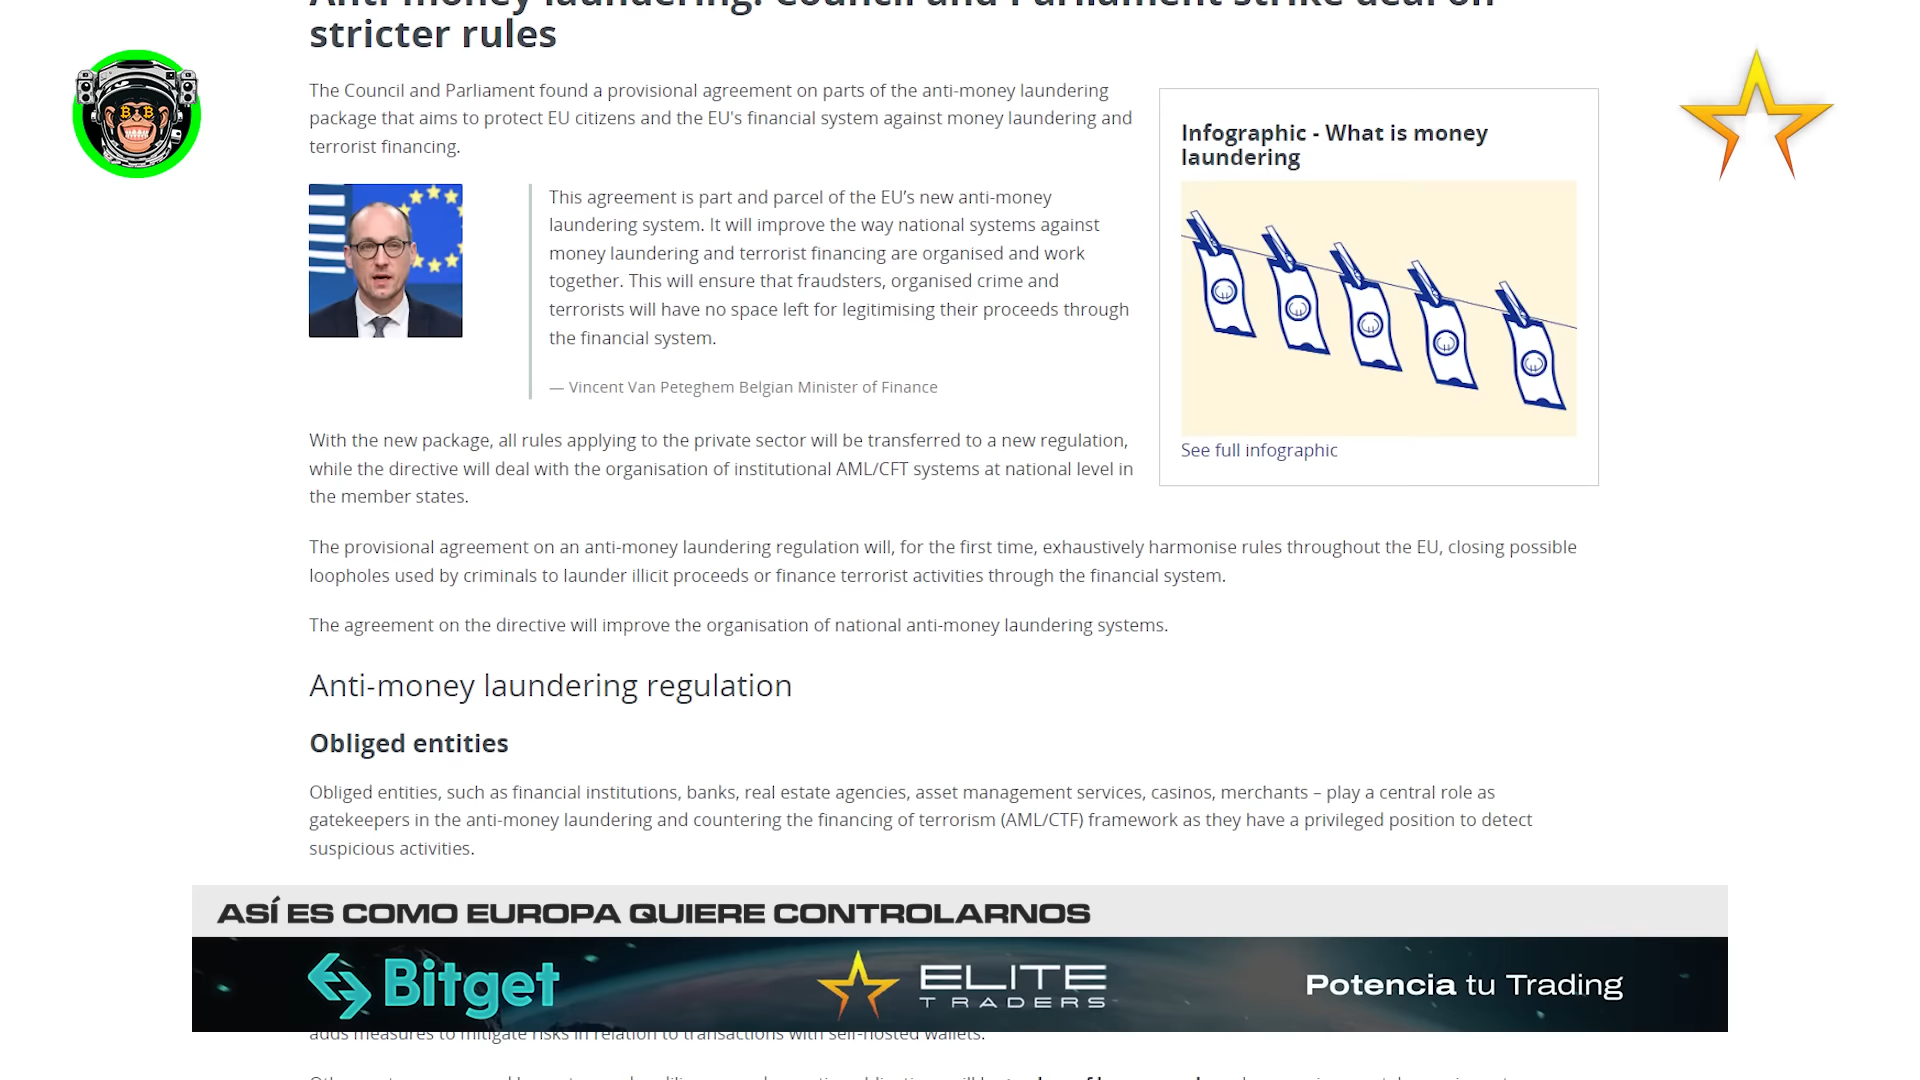 Anti-money laundering: Council and Parliament strike deal on
stricter rules
The Council and Parliament found a provisional agreement on parts of the anti-money laundering
package that aims to protect EU citizens and the EU's financial system against money laundering and
terrorist financing.
This agreement is part and parcel of the EU’s new anti-money
laundering system. It will improve the way national systems against
money laundering and terrorist financing are organised and work
together. This will ensure that fraudsters, organised crime and
terrorists will have no space left for legitimising their proceeds through
the financial system.
— Vincent Van Peteghem Belgian Minister of Finance
Infographic - What is money
laundering
See full infographic
With the new package, all rules applying to the private sector will be transferred to a new regulation,
while the directive will deal with the organisation of institutional AML/CFT systems at national level in
the member states.
The provisional agreement on an anti-money laundering regulation will, for the first time, exhaustively harmonise rules throughout the EU, closing possible
loopholes used by criminals to launder illicit proceeds or finance terrorist activities through the financial system.
The agreement on the directive will improve the organisation of national anti-money laundering systems.
Anti-money laundering regulation
Obliged entities
Obliged entities, such as financial institutions, banks, real estate agencies, asset management services, casinos, merchants – play a central role as
gatekeepers in the anti-money laundering and countering the financing of terrorism (AML/CTF) framework as they have a privileged position to detect
suspicious activities.
ASÍ ES COMO EUROPA QUIERE CONTROLARNOS
Bitget
ELITE
TRADERS
Potencia tu Trading
adds measures to mitigate risks in relation to transactions with self-hosted wallets.